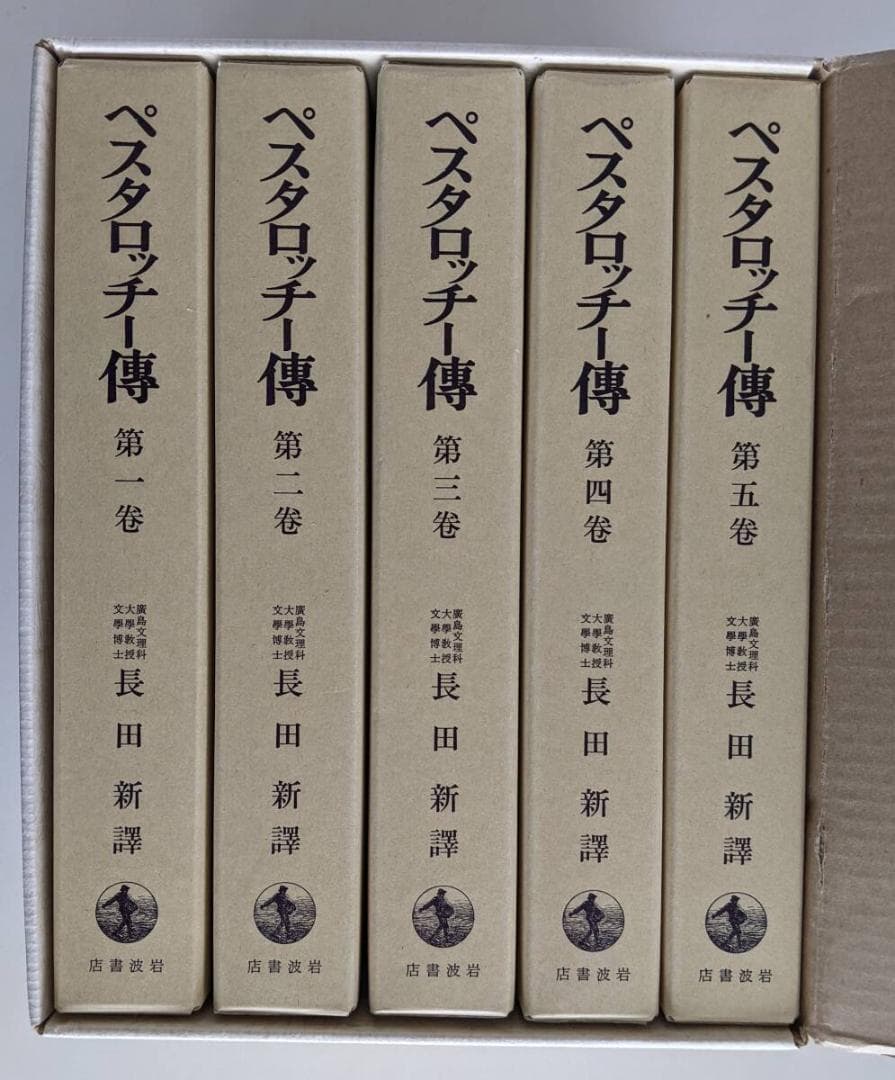 ペスタロッチー傳
第一卷
廣島文理科
大學教授
文學博士
長田新譯
岩波書店
ペスタロッチー傳
第二卷
廣島文理科
大學教授
文學博士
長田新譯
岩波書店
ペスタロッチー傳
第三卷
廣島文理科
大學教授
文學博士
長田新譯
岩波書店
ペスタロッチー傳
第四卷
廣島文理科
大學教授
文學博士
長田新譯
岩波書店
ペスタロッチー傳
第五卷
廣島文理科
大學教授
文學博士
長田新譯
岩波書店